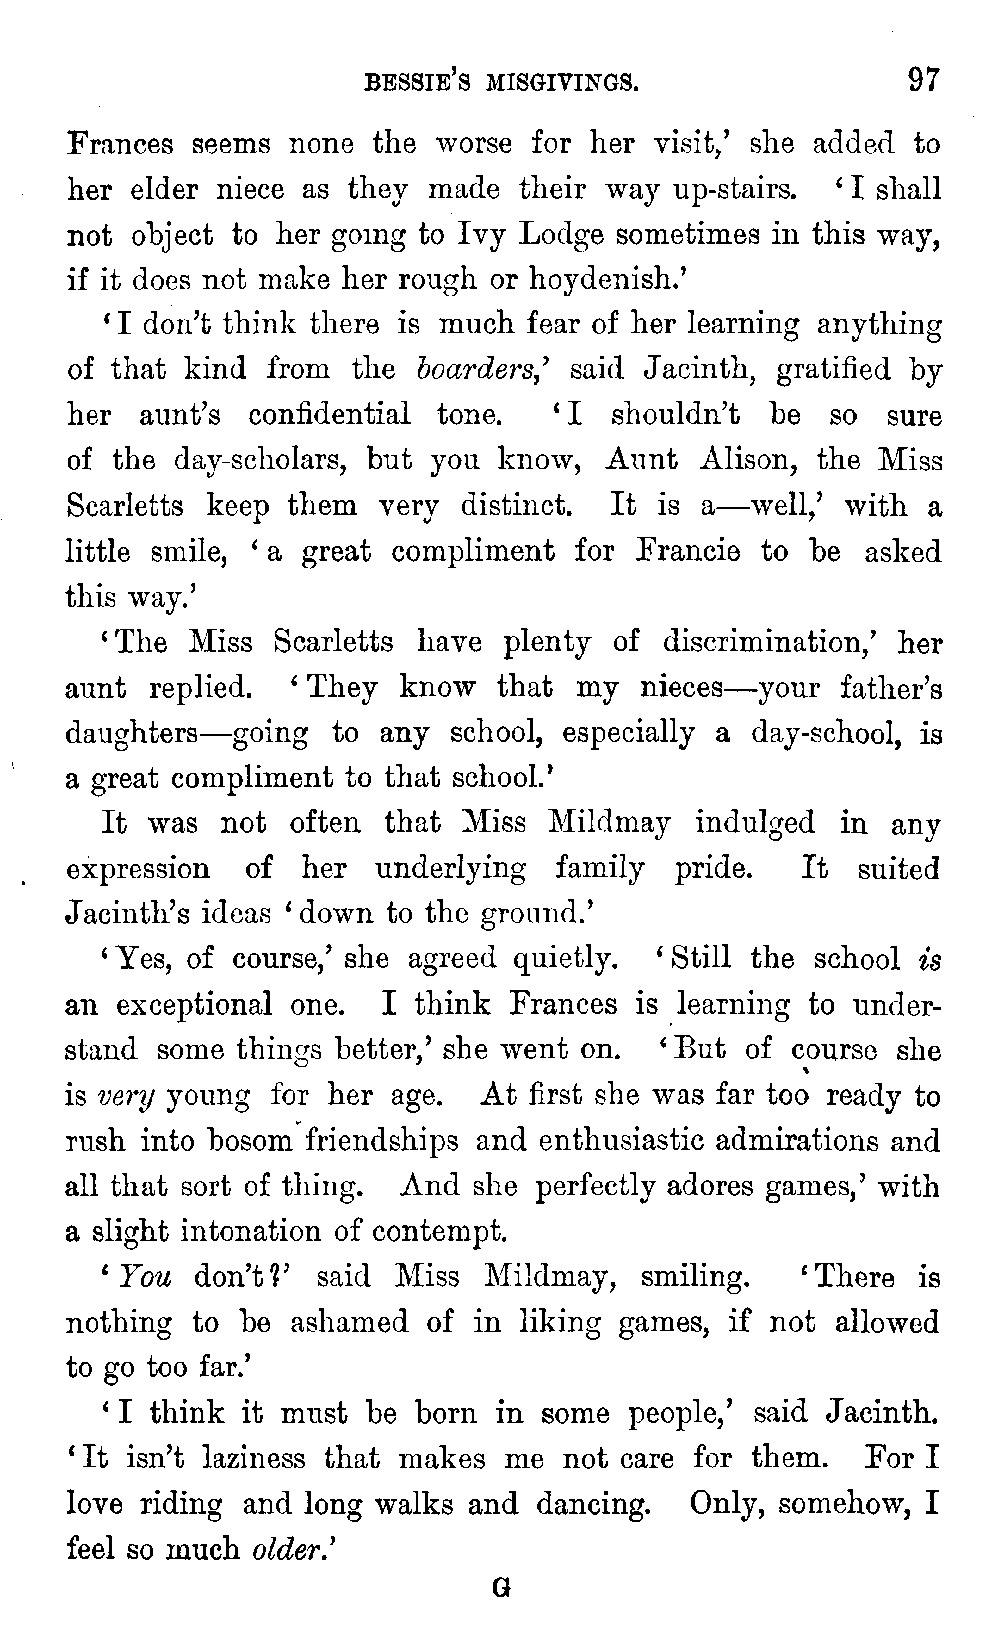 BESSIE'S MISGIVINGS. 97
Frances seems none the worse for her visit,' she added to
her elder niece as they made their way up-stairs. 'I shall
not object to her going to Ivy Lodge sometimes in this way,
if it does not make her rough or hoydenish.'
'I don't think there is much fear of her learning anything
of that kind from the boarders,' said Jacinth, gratified by
her aunt's confidential tone. 'I shouldn't be so sure
of the day-scholars, but you know, Aunt Alison, the Miss
Scarletts keep them very distinct. It is a—well,' with a
little smile, 'a great compliment for Francie to be asked
this way.'
'The Miss Scarletts have plenty of discrimination,' her
aunt replied. 'They know that my nieces—your father's
daughters—going to any school, especially a day-school, is
a great compliment to that school.'
It was not often that Miss Mildmay indulged in any
expression of her underlying family pride. It suited
Jacinth's ideas 'down to the ground.'
'Yes, of course,' she agreed quietly. 'Still the school is
an exceptional one. I think Frances is learning to under-
stand some things better,' she went on. 'But of course she
is very young for her age. At first she was far too ready to
rush into bosom friendships and enthusiastic admirations and
all that sort of thing. And she perfectly adores games,' with
a slight intonation of contempt.
'You don't?' said Miss Mildmay, smiling. 'There is
nothing to be ashamed of in liking games, if not allowed
to go too far.'
'I think it must be born in some people,' said Jacinth.
'It isn't laziness that makes me not care for them. For I
love riding and long walks and dancing. Only, somehow, I
feel so much older.'
G